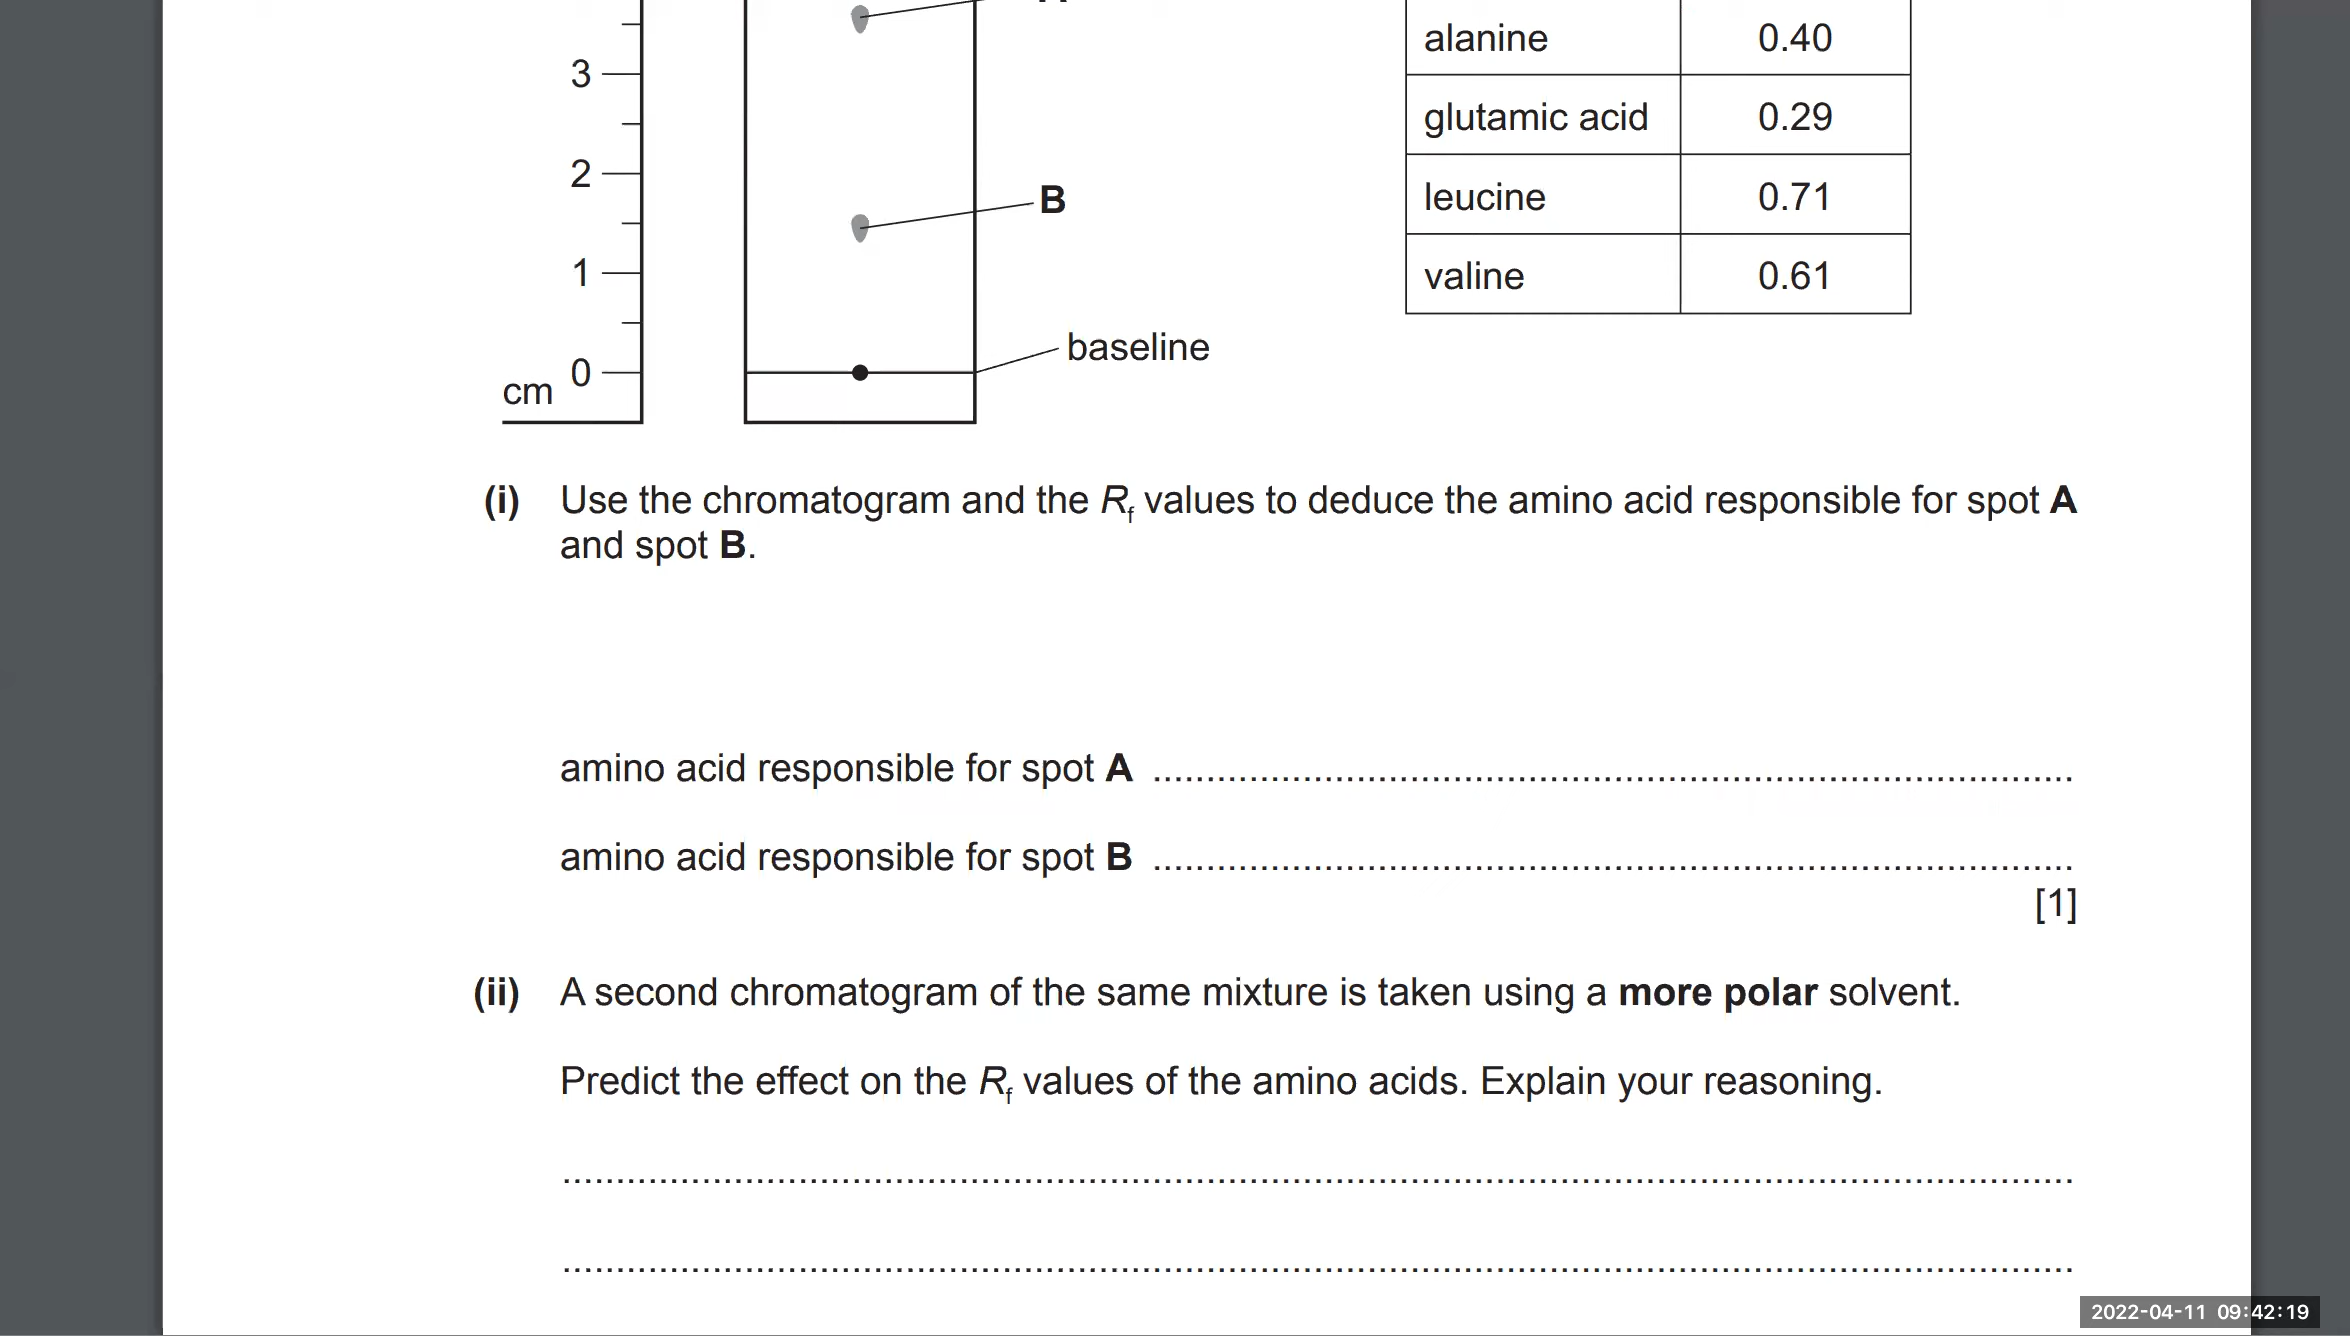 alanine 0.40
3
glutamic acid 0.29
2
leucine 0.71
B
1
valine 0.61
baseline
0
cm
(i) Use the chromatogram and the Rf values to deduce the amino acid responsible for spot A
and spot B.
amino acid responsible for spot A ................................................................................
amino acid responsible for spot B ................................................................................
[1]
(ii) A second chromatogram of the same mixture is taken using a more polar solvent.
Predict the effect on the Rf values of the amino acids. Explain your reasoning.
....................................................................................................................................
....................................................................................................................................
2022-04-11 09:42:19